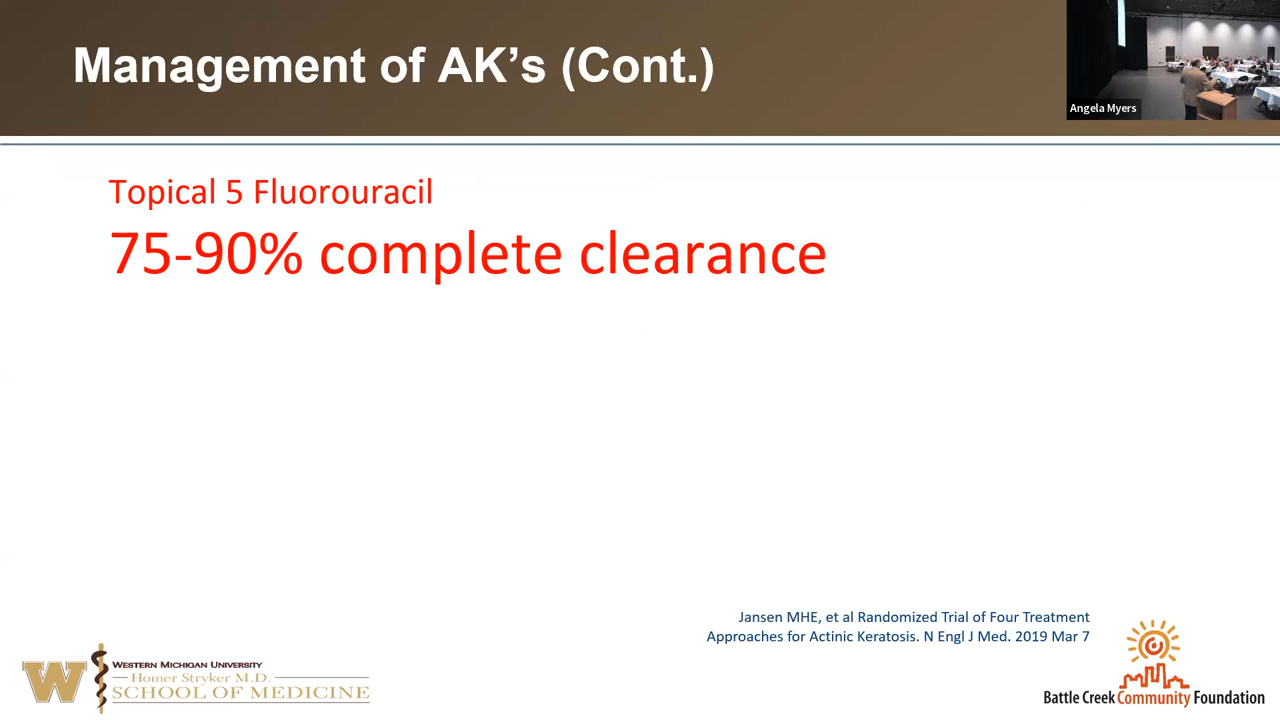 Management of AK’s (Cont.)
Angela Myers
Topical 5 Fluorouracil
75-90% complete clearance
Jansen MHE, et al Randomized Trial of Four Treatment
Approaches for Actinic Keratosis. N Engl J Med. 2019 Mar 7
W
WESTERN MICHIGAN UNIVERSITY
Homer Stryker M.D.
SCHOOL OF MEDICINE
Battle Creek Community Foundation